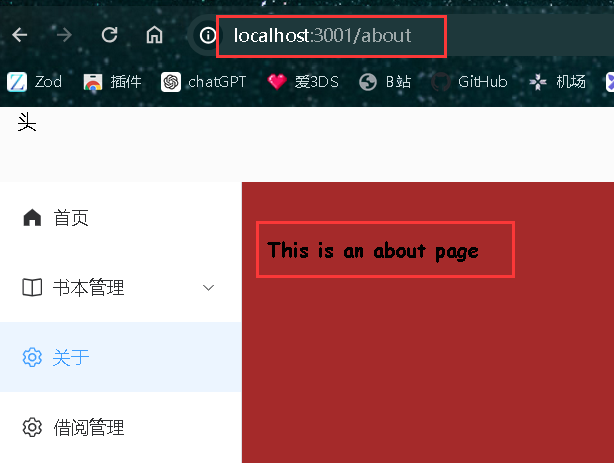 localhost:3001/about
Zod 插件 chatGPT 爱3DS B站 GitHub 机场
头
首页
This is an about page
书本管理
关于
借阅管理